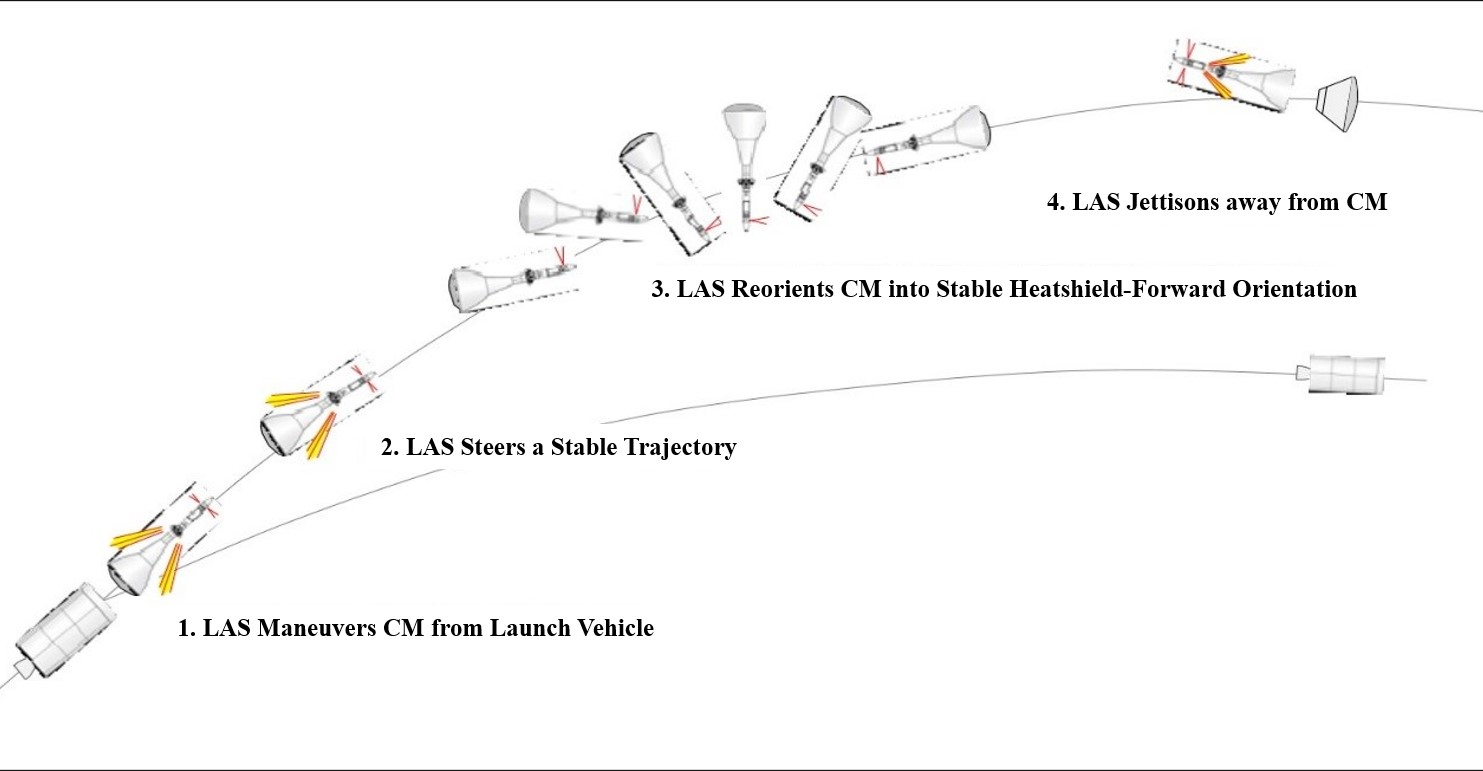 4. LAS Jettisons away from CM
3. LAS Reorients CM into Stable Heatshield-Forward Orientation
2. LAS Steers a Stable Trajectory
1. LAS Maneuvers CM from Launch Vehicle